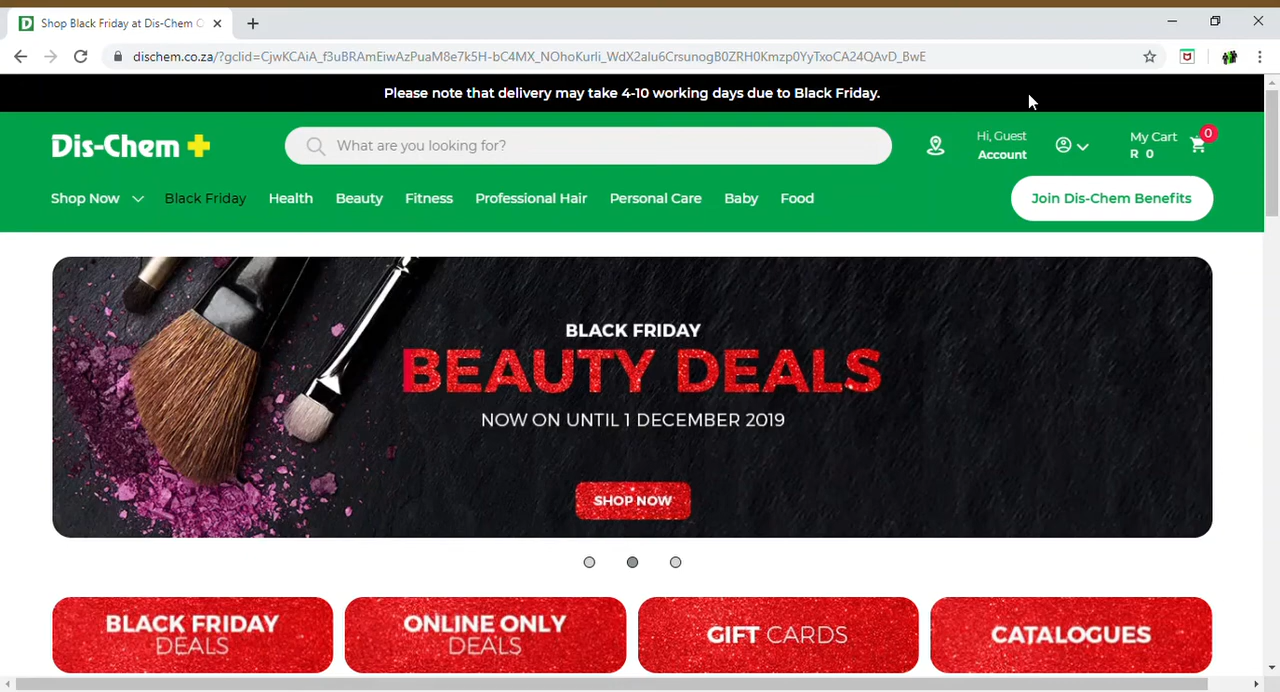 Shop Black Friday at Dis-Chem C
dischem.co.za/?gclid=CjwKCAiA_f3uBRAmEiwAzPuaM8e7k5H-bC4MX_NOhoKurIi_WdX2alu6CrsunogB0ZRH0Kmzp0YyTxoCA24QAvD_BwE
Please note that delivery may take 4-10 working days due to Black Friday.
Dis-Chem
What are you looking for?
Hi, Guest
Account
My Cart
R 0
0
Shop Now
Black Friday
Health
Beauty
Fitness
Professional Hair
Personal Care
Baby
Food
Join Dis-Chem Benefits
BLACK FRIDAY
BEAUTY DEALS
NOW ON UNTIL 1 DECEMBER 2019
SHOP NOW
BLACK FRIDAY
DEALS
ONLINE ONLY
DEALS
GIFT CARDS
CATALOGUES